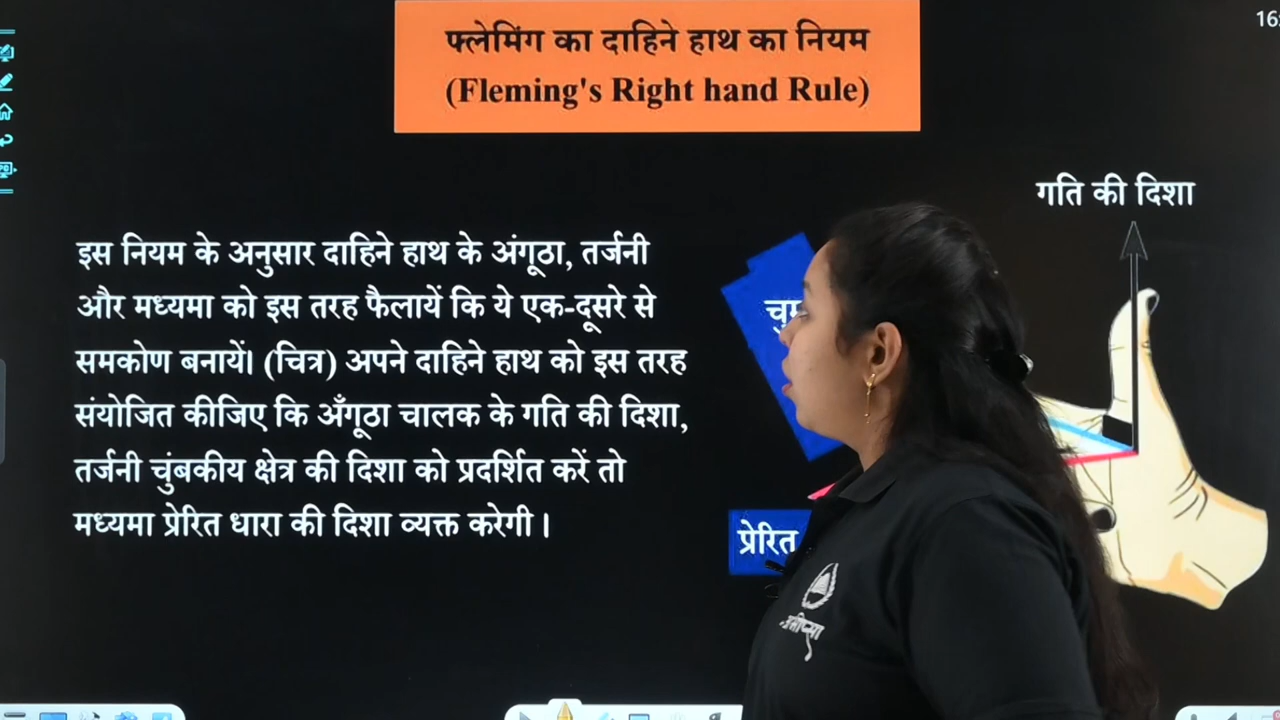 फ्लेमिंग का दाहिने हाथ का नियम
(Fleming's Right hand Rule)
16:
गति की दिशा
इस नियम के अनुसार दाहिने हाथ के अंगूठा, तर्जनी
और मध्यमा को इस तरह फैलायें कि ये एक-दूसरे से
समकोण बनायें। (चित्र) अपने दाहिने हाथ को इस तरह
संयोजित कीजिए कि अँगूठा चालक के गति की दिशा,
तर्जनी चुंबकीय क्षेत्र की दिशा को प्रदर्शित करें तो
मध्यमा प्रेरित धारा की दिशा व्यक्त करेगी।
प्रेरित